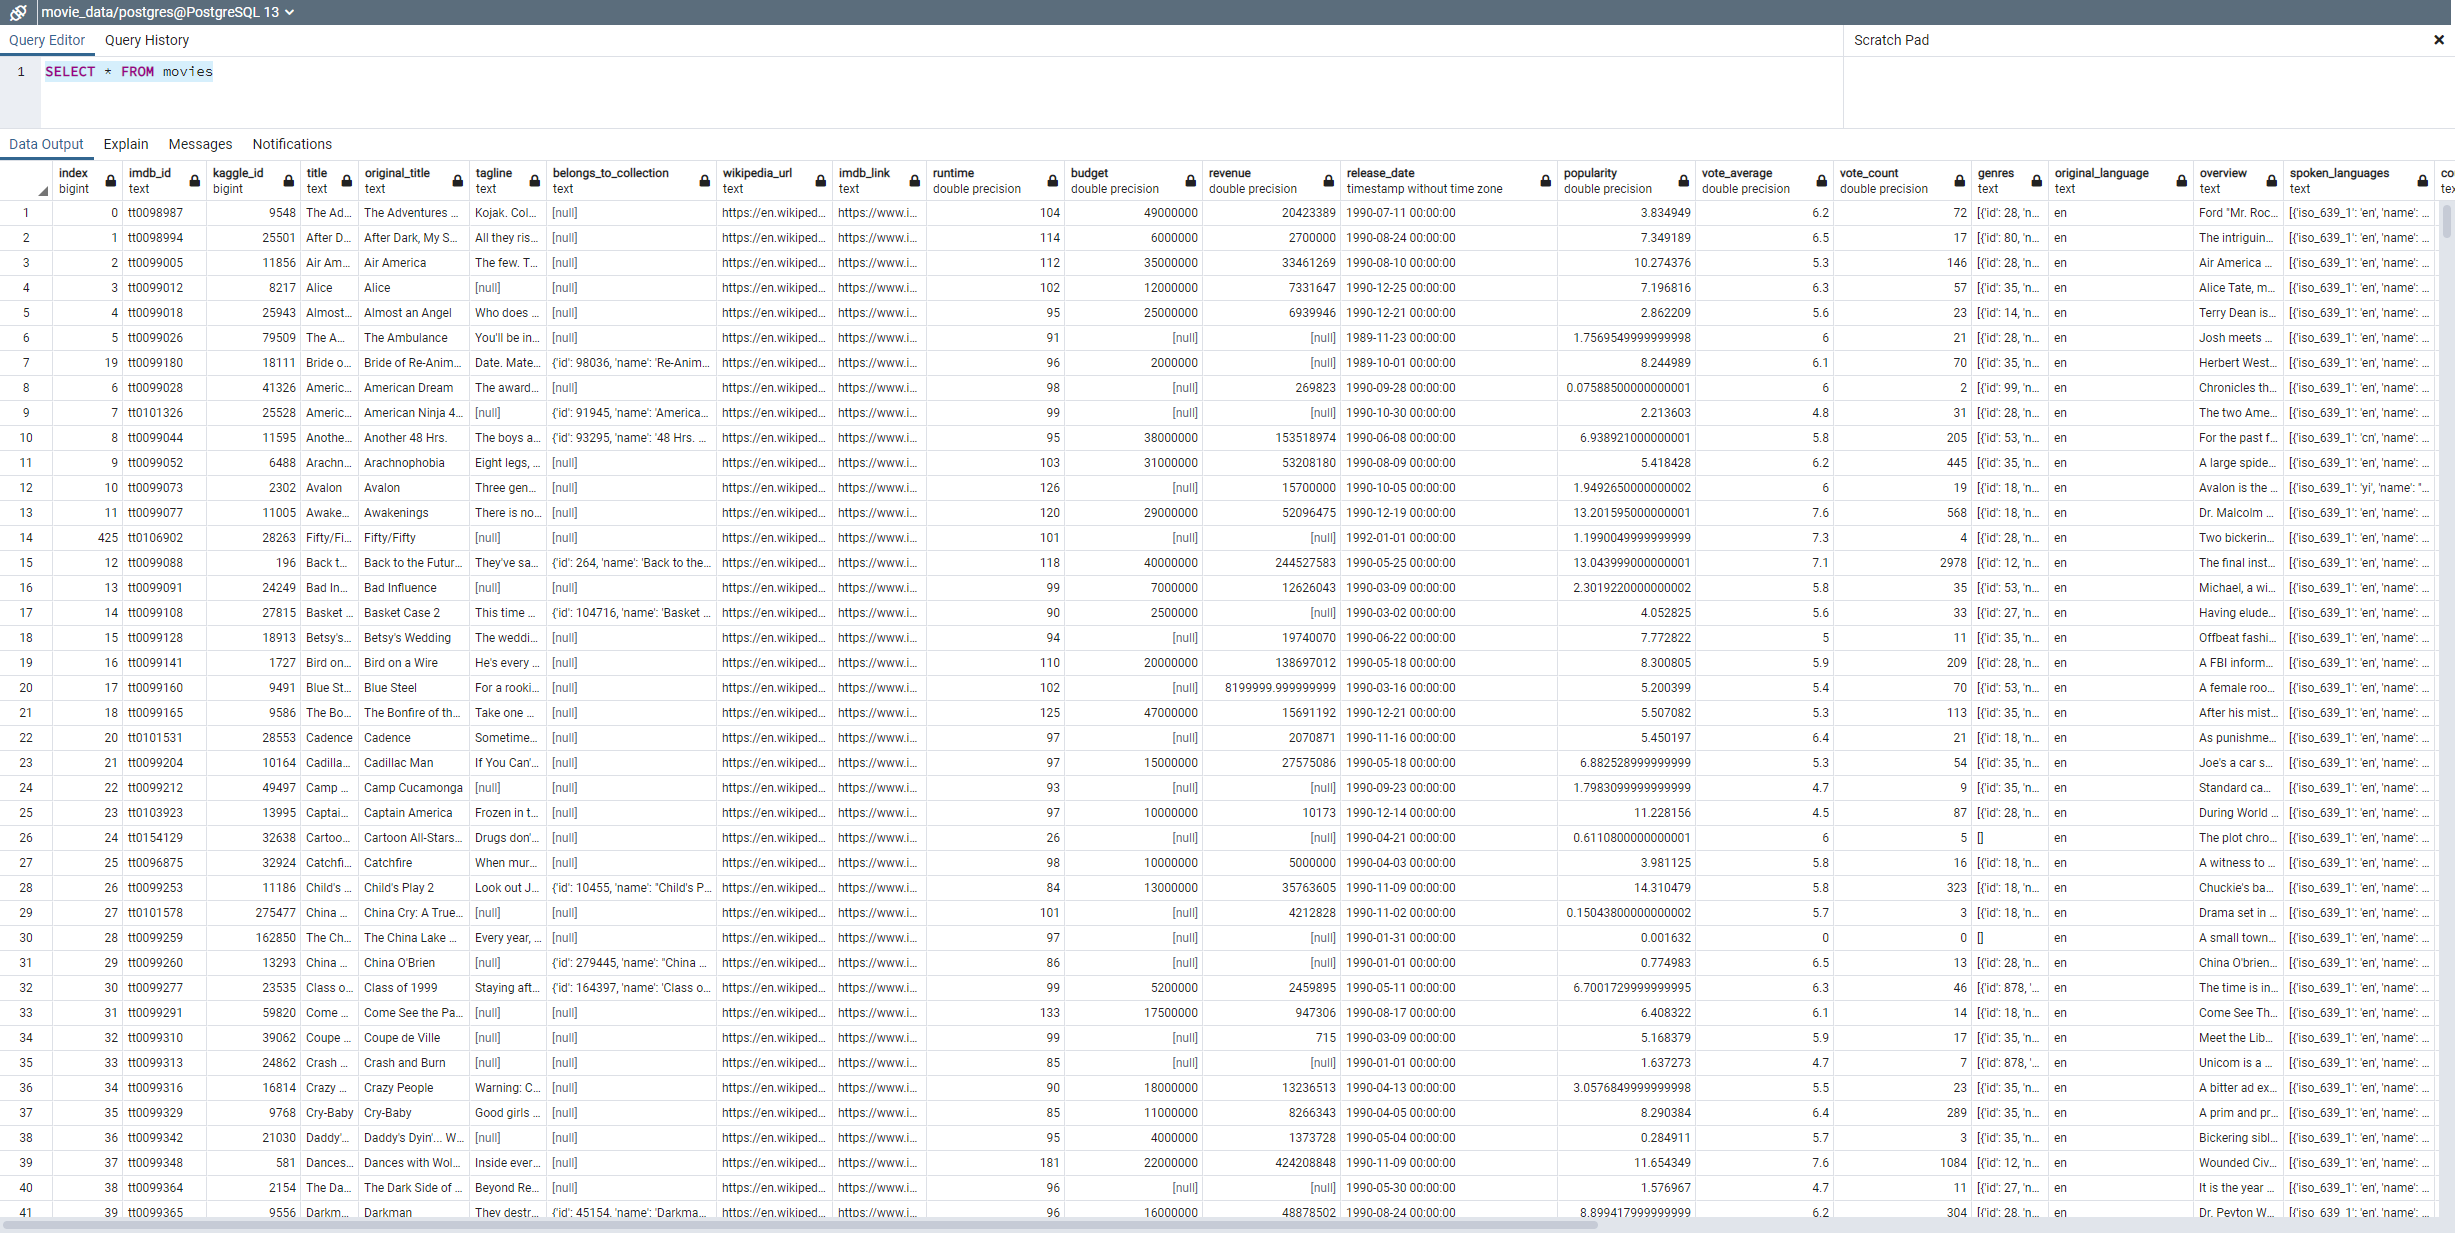 movie_data/postgres@PostgreSQL 13
Query Editor Query History Scratch Pad
1 SELECT * FROM movies
Data Output Explain Messages Notifications
index imdb_id kaggle_id title original_title tagline belongs_to_collection wikipedia_url imdb_link runtime budget revenue release_date popularity vote_average vote_count genres original_language overview spoken_languages
bigint text bigint text text text text text text double precision double precision double precision timestamp without time zone double precision double precision double precision text text text text
1 0 tt0098987 9548 The Ad... The Adventures ... Kojak. Col... [null] https://en.wikiped... https://www.i... 104 49000000 20423389 1990-07-11 00:00:00 3.834949 6.2 72 [{'id': 28, 'n... en Ford "Mr. Roc... [{'iso_639_1': 'en', 'name': ...
2 1 tt0098994 25501 After D... After Dark, My S... All they ris... [null] https://en.wikiped... https://www.i... 114 6000000 2700000 1990-08-24 00:00:00 7.349189 6.5 17 [{'id': 80, 'n... en The intriguin... [{'iso_639_1': 'en', 'name': ...
3 2 tt0099005 11856 Air Am... Air America The few. T... [null] https://en.wikiped... https://www.i... 112 35000000 33461269 1990-08-10 00:00:00 10.274376 5.3 146 [{'id': 28, 'n... en Air America ... [{'iso_639_1': 'en', 'name': ...
4 3 tt0099012 8217 Alice Alice [null] [null] https://en.wikiped... https://www.i... 102 12000000 7331647 1990-12-25 00:00:00 7.196816 6.3 57 [{'id': 35, 'n... en Alice Tate, m... [{'iso_639_1': 'en', 'name': ...
5 4 tt0099018 25943 Almost... Almost an Angel Who does ... [null] https://en.wikiped... https://www.i... 95 25000000 6939946 1990-12-21 00:00:00 2.862209 5.6 23 [{'id': 14, 'n... en Terry Dean is... [{'iso_639_1': 'en', 'name': ...
6 5 tt0099026 79509 The A... The Ambulance You'll be in... [null] https://en.wikiped... https://www.i... 91 [null] [null] 1989-11-23 00:00:00 1.7569549999999998 6 21 [{'id': 28, 'n... en Josh meets ... [{'iso_639_1': 'en', 'name': ...
7 19 tt0099180 18111 Bride o... Bride of Re-Anim... Date. Mate... {'id': 98036, 'name': 'Re-Anim... https://en.wikiped... https://www.i... 96 2000000 [null] 1989-10-01 00:00:00 8.244989 6.1 70 [{'id': 35, 'n... en Herbert West... [{'iso_639_1': 'en', 'name': ...
8 6 tt0099028 41326 Americ... American Dream The award... [null] https://en.wikiped... https://www.i... 98 [null] 269823 1990-09-28 00:00:00 0.07588500000000001 6 2 [{'id': 99, 'n... en Chronicles th... [{'iso_639_1': 'en', 'name': ...
9 7 tt0101326 25528 Americ... American Ninja 4... [null] {'id': 91945, 'name': 'America... https://en.wikiped... https://www.i... 99 [null] [null] 1990-10-30 00:00:00 2.213603 4.8 31 [{'id': 28, 'n... en The two Ame... [{'iso_639_1': 'en', 'name': ...
10 8 tt0099044 11595 Anothe... Another 48 Hrs. The boys a... {'id': 93295, 'name': '48 Hrs. ... https://en.wikiped... https://www.i... 95 38000000 153518974 1990-06-08 00:00:00 6.938921000000001 5.8 205 [{'id': 53, 'n... en For the past f... [{'iso_639_1': 'cn', 'name': ...
11 9 tt0099052 6488 Arachn... Arachnophobia Eight legs, ... [null] https://en.wikiped... https://www.i... 103 31000000 53208180 1990-08-09 00:00:00 5.418428 6.2 445 [{'id': 35, 'n... en A large spide... [{'iso_639_1': 'en', 'name': ...
12 10 tt0099073 2302 Avalon Avalon Three gen... [null] https://en.wikiped... https://www.i... 126 [null] 15700000 1990-10-05 00:00:00 1.9492650000000002 6 19 [{'id': 18, 'n... en Avalon is the ... [{'iso_639_1': 'yi', 'name': "...
13 11 tt0099077 11005 Awake... Awakenings There is no... [null] https://en.wikiped... https://www.i... 120 29000000 52096475 1990-12-19 00:00:00 13.201595000000001 7.6 568 [{'id': 18, 'n... en Dr. Malcolm ... [{'iso_639_1': 'en', 'name': ...
14 425 tt0106902 28263 Fifty/Fi... Fifty/Fifty [null] [null] https://en.wikiped... https://www.i... 101 [null] [null] 1992-01-01 00:00:00 1.1990049999999999 7.3 4 [{'id': 28, 'n... en Two bickerin... [{'iso_639_1': 'en', 'name': ...
15 12 tt0099088 196 Back t... Back to the Futur... They've sa... {'id': 264, 'name': 'Back to the... https://en.wikiped... https://www.i... 118 40000000 244527583 1990-05-25 00:00:00 13.043999000000001 7.1 2978 [{'id': 12, 'n... en The final inst... [{'iso_639_1': 'en', 'name': ...
16 13 tt0099091 24249 Bad In... Bad Influence [null] [null] https://en.wikiped... https://www.i... 99 7000000 12626043 1990-03-09 00:00:00 2.3019220000000002 5.8 35 [{'id': 53, 'n... en Michael, a wi... [{'iso_639_1': 'en', 'name': ...
17 14 tt0099108 27815 Basket ... Basket Case 2 This time ... {'id': 104716, 'name': 'Basket ... https://en.wikiped... https://www.i... 90 2500000 [null] 1990-03-02 00:00:00 4.052825 5.6 33 [{'id': 27, 'n... en Having elude... [{'iso_639_1': 'en', 'name': ...
18 15 tt0099128 18913 Betsy's... Betsy's Wedding The weddi... [null] https://en.wikiped... https://www.i... 94 [null] 19740070 1990-06-22 00:00:00 7.772822 5 11 [{'id': 35, 'n... en Offbeat fashi... [{'iso_639_1': 'en', 'name': ...
19 16 tt0099141 1727 Bird on... Bird on a Wire He's every ... [null] https://en.wikiped... https://www.i... 110 20000000 138697012 1990-05-18 00:00:00 8.300805 5.9 209 [{'id': 28, 'n... en A FBI inform... [{'iso_639_1': 'en', 'name': ...
20 17 tt0099160 9491 Blue St... Blue Steel For a rooki... [null] https://en.wikiped... https://www.i... 102 [null] 8199999.999999999 1990-03-16 00:00:00 5.200399 5.4 70 [{'id': 53, 'n... en A female roo... [{'iso_639_1': 'en', 'name': ...
21 18 tt0099165 9586 The Bo... The Bonfire of th... Take one ... [null] https://en.wikiped... https://www.i... 125 47000000 15691192 1990-12-21 00:00:00 5.507082 5.3 113 [{'id': 35, 'n... en After his mist... [{'iso_639_1': 'en', 'name': ...
22 20 tt0101531 28553 Cadence Cadence Sometime... [null] https://en.wikiped... https://www.i... 97 [null] 2070871 1990-11-16 00:00:00 5.450197 6.4 21 [{'id': 18, 'n... en As punishme... [{'iso_639_1': 'en', 'name': ...
23 21 tt0099204 10164 Cadilla... Cadillac Man If You Can'... [null] https://en.wikiped... https://www.i... 97 15000000 27575086 1990-05-18 00:00:00 6.882528999999999 5.3 54 [{'id': 35, 'n... en Joe's a car s... [{'iso_639_1': 'en', 'name': ...
24 22 tt0099212 49497 Camp ... Camp Cucamonga [null] [null] https://en.wikiped... https://www.i... 93 [null] [null] 1990-09-23 00:00:00 1.7983099999999999 4.7 9 [{'id': 35, 'n... en Standard ca... [{'iso_639_1': 'en', 'name': ...
25 23 tt0103923 13995 Captai... Captain America Frozen in t... [null] https://en.wikiped... https://www.i... 97 10000000 10173 1990-12-14 00:00:00 11.228156 4.5 87 [{'id': 28, 'n... en During World ... [{'iso_639_1': 'en', 'name': ...
26 24 tt0154129 32638 Cartoo... Cartoon All-Stars... Drugs don'... [null] https://en.wikiped... https://www.i... 26 [null] [null] 1990-04-21 00:00:00 0.6110800000000001 6 5 [] en The plot chro... [{'iso_639_1': 'en', 'name': ...
27 25 tt0096875 32924 Catchfi... Catchfire When mur... [null] https://en.wikiped... https://www.i... 98 10000000 5000000 1990-04-03 00:00:00 3.981125 5.8 16 [{'id': 18, 'n... en A witness to ... [{'iso_639_1': 'en', 'name': ...
28 26 tt0099253 11186 Child's ... Child's Play 2 Look out J... {'id': 10455, 'name': "Child's P... https://en.wikiped... https://www.i... 84 13000000 35763605 1990-11-09 00:00:00 14.310479 5.8 323 [{'id': 18, 'n... en Chuckie's ba... [{'iso_639_1': 'en', 'name': ...
29 27 tt0101578 275477 China ... China Cry: A True... [null] [null] https://en.wikiped... https://www.i... 101 [null] 4212828 1990-11-02 00:00:00 0.15043800000000002 5.7 3 [{'id': 18, 'n... en Drama set in ... [{'iso_639_1': 'en', 'name': ...
30 28 tt0099259 162850 The Ch... The China Lake ... Every year, ... [null] https://en.wikiped... https://www.i... 97 [null] [null] 1990-01-31 00:00:00 0.001632 0 0 [] en A small town... [{'iso_639_1': 'en', 'name': ...
31 29 tt0099260 13293 China ... China O'Brien [null] {'id': 279445, 'name': "China ... https://en.wikiped... https://www.i... 86 [null] [null] 1990-01-01 00:00:00 0.774983 6.5 13 [{'id': 28, 'n... en China O'brien... [{'iso_639_1': 'en', 'name': ...
32 30 tt0099277 23535 Class o... Class of 1999 Staying aft... {'id': 164397, 'name': 'Class o... https://en.wikiped... https://www.i... 99 5200000 2459895 1990-05-11 00:00:00 6.7001729999999995 6.3 46 [{'id': 878, '... en The time is in... [{'iso_639_1': 'en', 'name': ...
33 31 tt0099291 59820 Come ... Come See the Pa... [null] [null] https://en.wikiped... https://www.i... 133 17500000 947306 1990-08-17 00:00:00 6.408322 6.1 14 [{'id': 18, 'n... en Come See Th... [{'iso_639_1': 'en', 'name': ...
34 32 tt0099310 39062 Coupe ... Coupe de Ville [null] [null] https://en.wikiped... https://www.i... 99 [null] 715 1990-03-09 00:00:00 5.168379 5.9 17 [{'id': 35, 'n... en Meet the Lib... [{'iso_639_1': 'en', 'name': ...
35 33 tt0099313 24862 Crash ... Crash and Burn [null] [null] https://en.wikiped... https://www.i... 85 [null] [null] 1990-01-01 00:00:00 1.637273 4.7 7 [{'id': 878, '... en Unicom is a ... [{'iso_639_1': 'en', 'name': ...
36 34 tt0099316 16814 Crazy ... Crazy People Warning: C... [null] https://en.wikiped... https://www.i... 90 18000000 13236513 1990-04-13 00:00:00 3.0576849999999998 5.5 23 [{'id': 35, 'n... en A bitter ad ex... [{'iso_639_1': 'en', 'name': ...
37 35 tt0099329 9768 Cry-Baby Cry-Baby Good girls ... [null] https://en.wikiped... https://www.i... 85 11000000 8266343 1990-04-05 00:00:00 8.290384 6.4 289 [{'id': 35, 'n... en A prim and pr... [{'iso_639_1': 'en', 'name': ...
38 36 tt0099342 21030 Daddy'... Daddy's Dyin'... W... [null] [null] https://en.wikiped... https://www.i... 95 4000000 1373728 1990-05-04 00:00:00 0.284911 5.7 3 [{'id': 35, 'n... en Bickering sibl... [{'iso_639_1': 'en', 'name': ...
39 37 tt0099348 581 Dances... Dances with Wol... Inside ever... [null] https://en.wikiped... https://www.i... 181 22000000 424208848 1990-11-09 00:00:00 11.654349 7.6 1084 [{'id': 12, 'n... en Wounded Civ... [{'iso_639_1': 'en', 'name': ...
40 38 tt0099364 2154 The Da... The Dark Side of ... Beyond Re... [null] https://en.wikiped... https://www.i... 96 [null] [null] 1990-05-30 00:00:00 1.576967 4.7 11 [{'id': 27, 'n... en It is the year ... [{'iso_639_1': 'en', 'name': ...
41 39 tt0099365 9556 Darkm... Darkman They destr... {'id': 45154, 'name': 'Darkma... https://en.wikiped... https://www.i... 96 16000000 48878502 1990-08-24 00:00:00 8.899417999999999 6.2 304 [{'id': 28, 'n... en Dr. Peyton W... [{'iso_639_1': 'en', 'name': ...